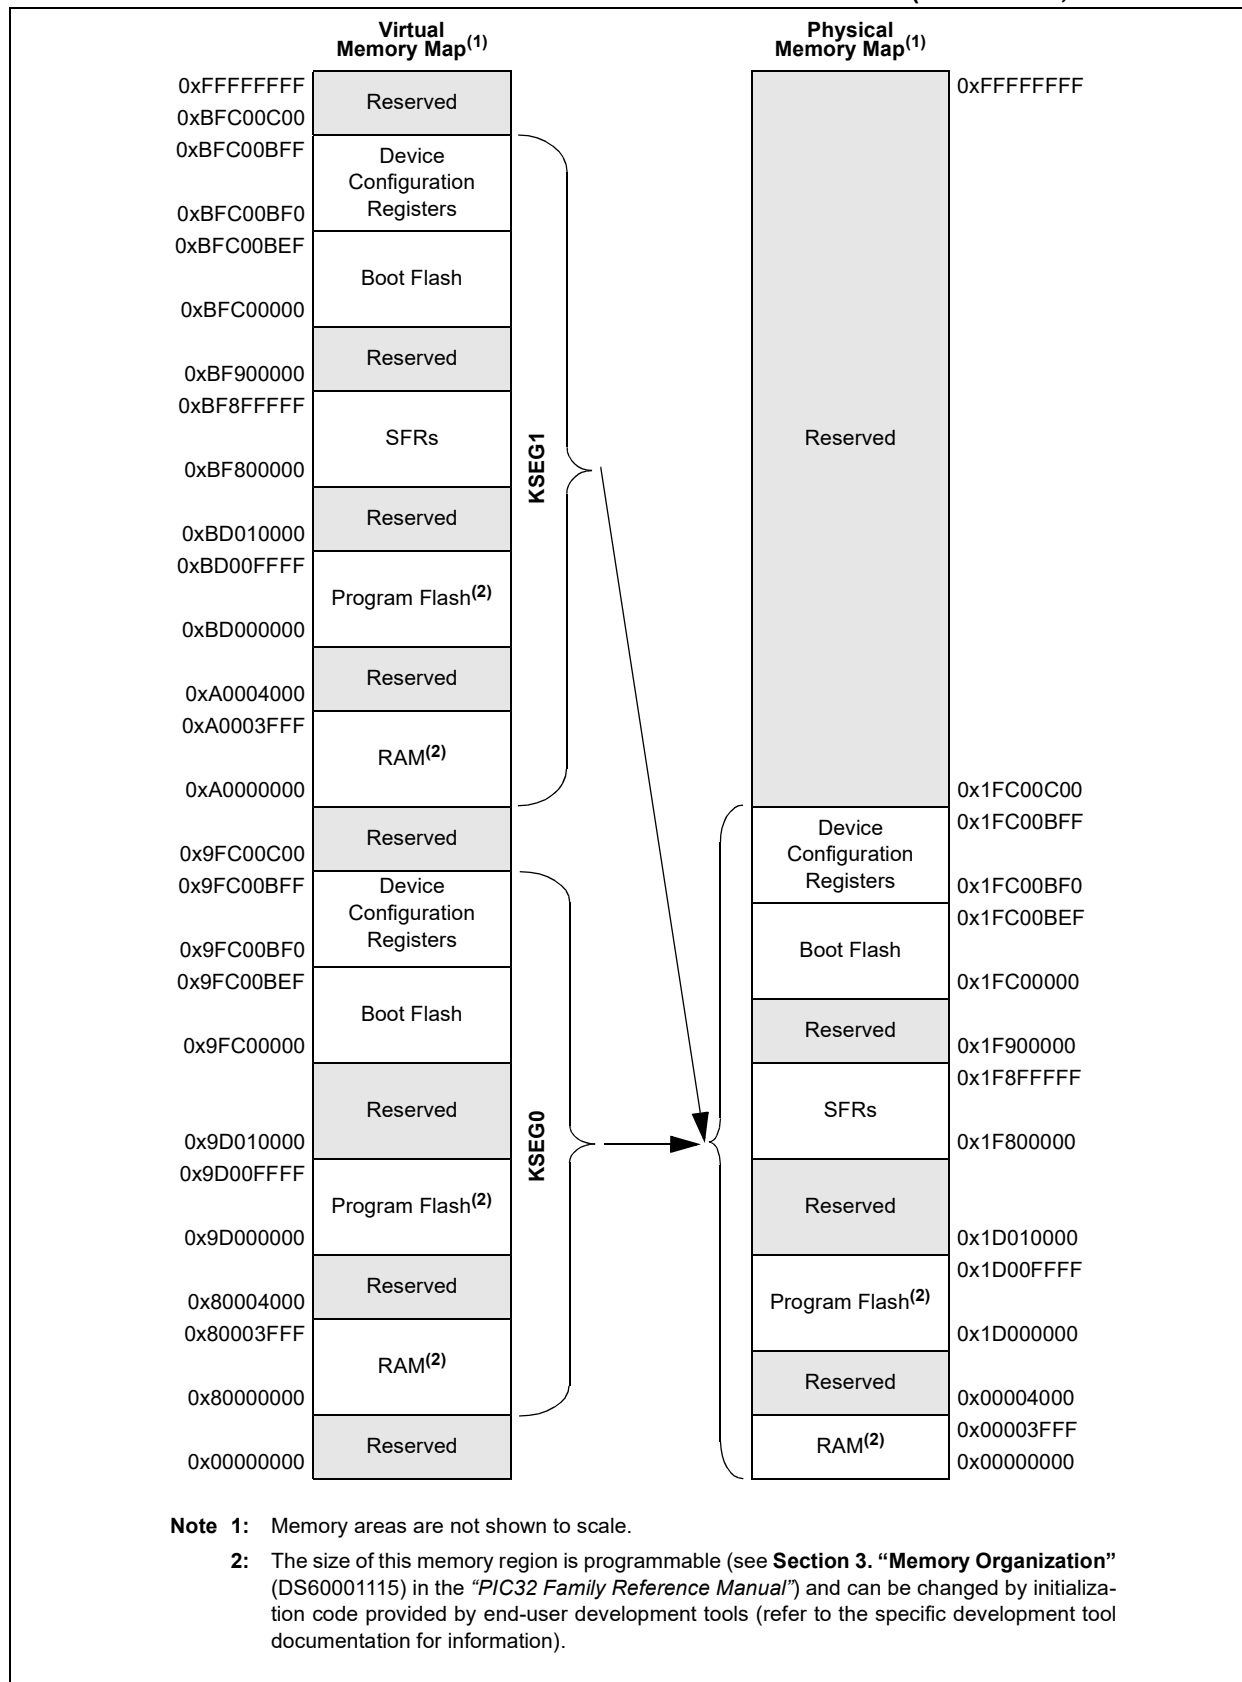 Virtual
Memory Map(1)
0xFFFFFFFF
Reserved
0xBFC00C00
0xBFC00BFF
Device
Configuration
Registers
0xBFC00BF0
0xBFC00BEF
Boot Flash
0xBFC00000
Reserved
0xBF900000
0xBF8FFFFF
SFRs
0xBF800000
Reserved
0xBD010000
0xBD00FFFF
Program Flash(2)
0xBD000000
Reserved
0xA0004000
0xA0003FFF
RAM(2)
0xA0000000
KSEG1
Reserved
0x9FC00C00
0x9FC00BFF
Device
Configuration
Registers
0x9FC00BF0
0x9FC00BEF
Boot Flash
0x9FC00000
Reserved
0x9D010000
0x9D00FFFF
Program Flash(2)
0x9D000000
Reserved
0x80004000
0x80003FFF
RAM(2)
0x80000000
KSEG0
Reserved
0x00000000
Physical
Memory Map(1)
0xFFFFFFFF
Reserved
0x1FC00C00
0x1FC00BFF
Device
Configuration
Registers
0x1FC00BF0
0x1FC00BEF
Boot Flash
0x1FC00000
Reserved
0x1F900000
0x1F8FFFFF
SFRs
0x1F800000
Reserved
0x1D010000
0x1D00FFFF
Program Flash(2)
0x1D000000
Reserved
0x00004000
0x00003FFF
RAM(2)
0x00000000
Note 1: Memory areas are not shown to scale.
2: The size of this memory region is programmable (see Section 3. “Memory Organization”
(DS60001115) in the “PIC32 Family Reference Manual”) and can be changed by initializa-
tion code provided by end-user development tools (refer to the specific development tool
documentation for information).